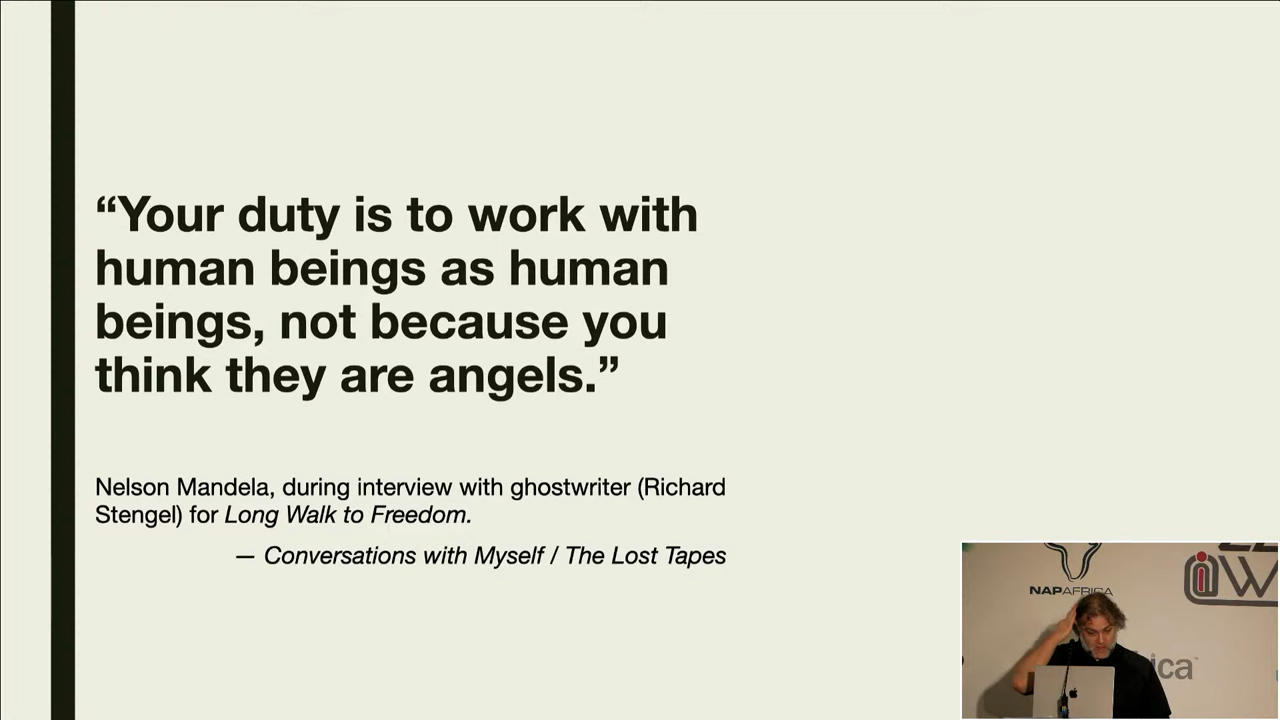 “Your duty is to work with
human beings as human
beings, not because you
think they are angels.”
Nelson Mandela, during interview with ghostwriter (Richard
Stengel) for Long Walk to Freedom.
— Conversations with Myself / The Lost Tapes
NAPAFRICA